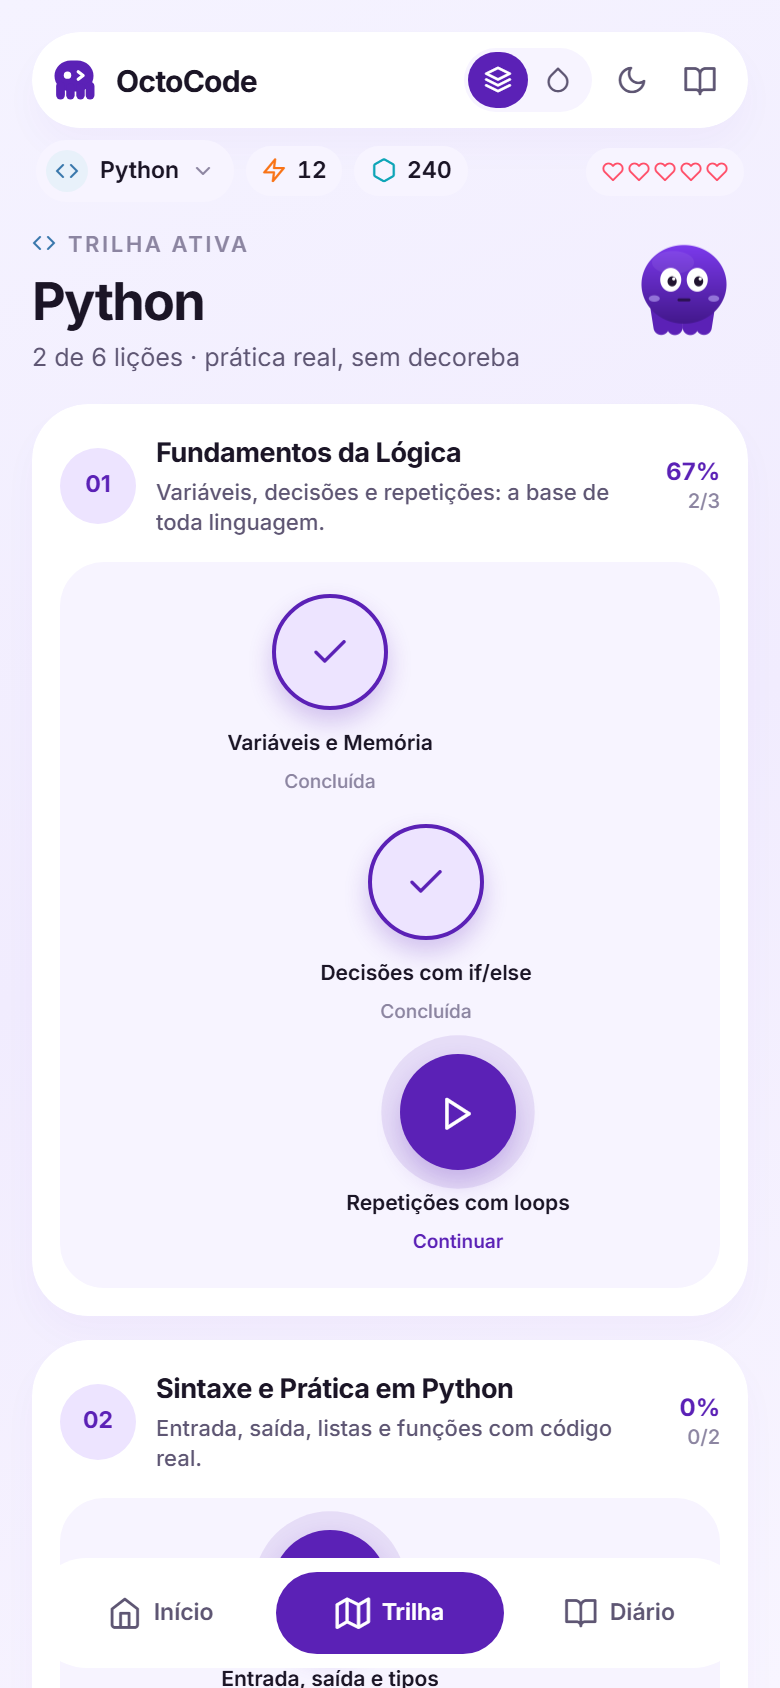 OctoCode
Python
12
240
TRILHA ATIVA
Python
2 de 6 lições · prática real, sem decoreba
01
Fundamentos da Lógica
Variáveis, decisões e repetições: a base de
toda linguagem.
67%
2/3
Variáveis e Memória
Concluída
Decisões com if/else
Concluída
Repetições com loops
Continuar
02
Sintaxe e Prática em Python
Entrada, saída, listas e funções com código
real.
0%
0/2
Início
Trilha
Diário
Entrada, saída e tipos